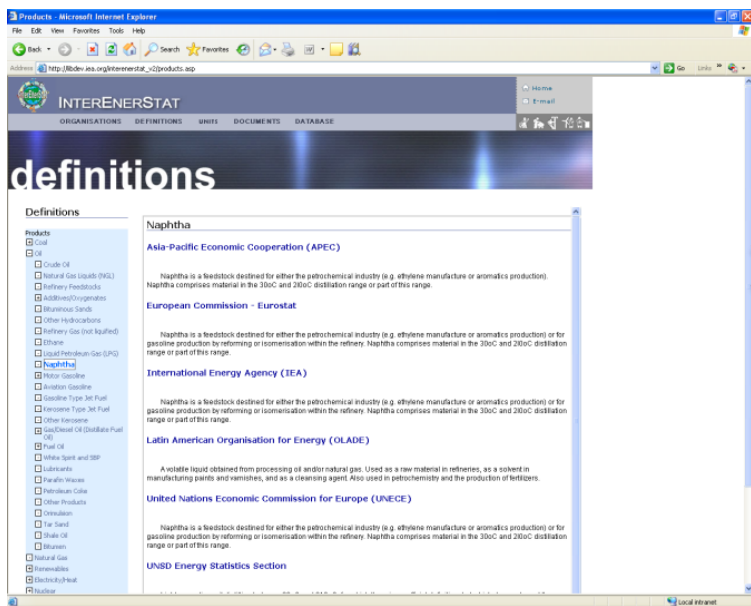 Products - Microsoft Internet Explorer
File Edit View Favorites Tools Help
Back Search Favorites
Address http://libdev.iea.org/interenerstat_v2/products.asp Go Links
INTERENERSTAT
Home
E-mail
ORGANISATIONS DEFINITIONS units DOCUMENTS DATABASE
definitions
Definitions
Products
Coal
Oil
Crude Oil
Natural Gas Liquids (NGL)
Refinery Feedstocks
Additives/Oxygenates
Bituminous Sands
Other Hydrocarbons
Refinery Gas (not liquified)
Ethane
Liquid Petroleum Gas (LPG)
Naphtha
Motor Gasoline
Aviation Gasoline
Gasoline Type Jet Fuel
Kerosene Type Jet Fuel
Other Kerosene
Gas/Diesel Oil (Distillate Fuel
Oil)
Fuel Oil
White Spirit and SBP
Lubricants
Parafin Waxes
Petroleum Coke
Other Products
Orimulsion
Tar Sand
Shale Oil
Bitumen
Natural Gas
Renewables
Electricity/Heat
Nuclear
Naphtha
Asia-Pacific Economic Cooperation (APEC)
Naphtha is a feedstock destined for either the petrochemical industry (e.g. ethylene manufacture or aromatics production).
Naphtha comprises material in the 30oC and 210oC distillation range or part of this range.
European Commission - Eurostat
Naphtha is a feedstock destined for either the petrochemical industry (e.g. ethylene manufacture or aromatics production) or for
gasoline production by reforming or isomerisation within the refinery. Naphtha comprises material in the 30oC and 210oC distillation
range or part of this range.
International Energy Agency (IEA)
Naphtha is a feedstock destined for either the petrochemical industry (e.g. ethylene manufacture or aromatics production) or for
gasoline production by reforming or isomerisation within the refinery. Naphtha comprises material in the 30oC and 210oC distillation
range or part of this range.
Latin American Organisation for Energy (OLADE)
A volatile liquid obtained from processing oil and/or natural gas. Used as a raw material in refineries, as a solvent in
manufacturing paints and varnishes, and as a cleansing agent. Also used in petrochemistry and the production of fertilizers.
United Nations Economic Commission for Europe (UNECE)
Naphtha is a feedstock destined for either the petrochemical industry (e.g. ethylene manufacture or aromatics production) or for
gasoline production by reforming or isomerisation within the refinery. Naphtha comprises material in the 30oC and 210oC distillation
range or part of this range.
UNSD Energy Statistics Section
Local intranet